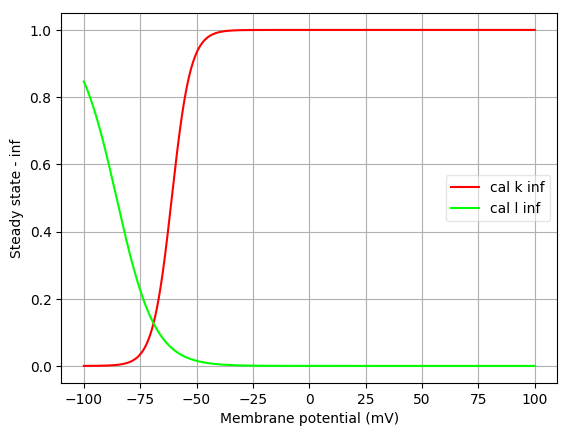 1.0
0.8
0.6
0.4
0.2
0.0
Steady state - inf
cal k inf
cal l inf
−100 −75 −50 −25 0 25 50 75 100
Membrane potential (mV)